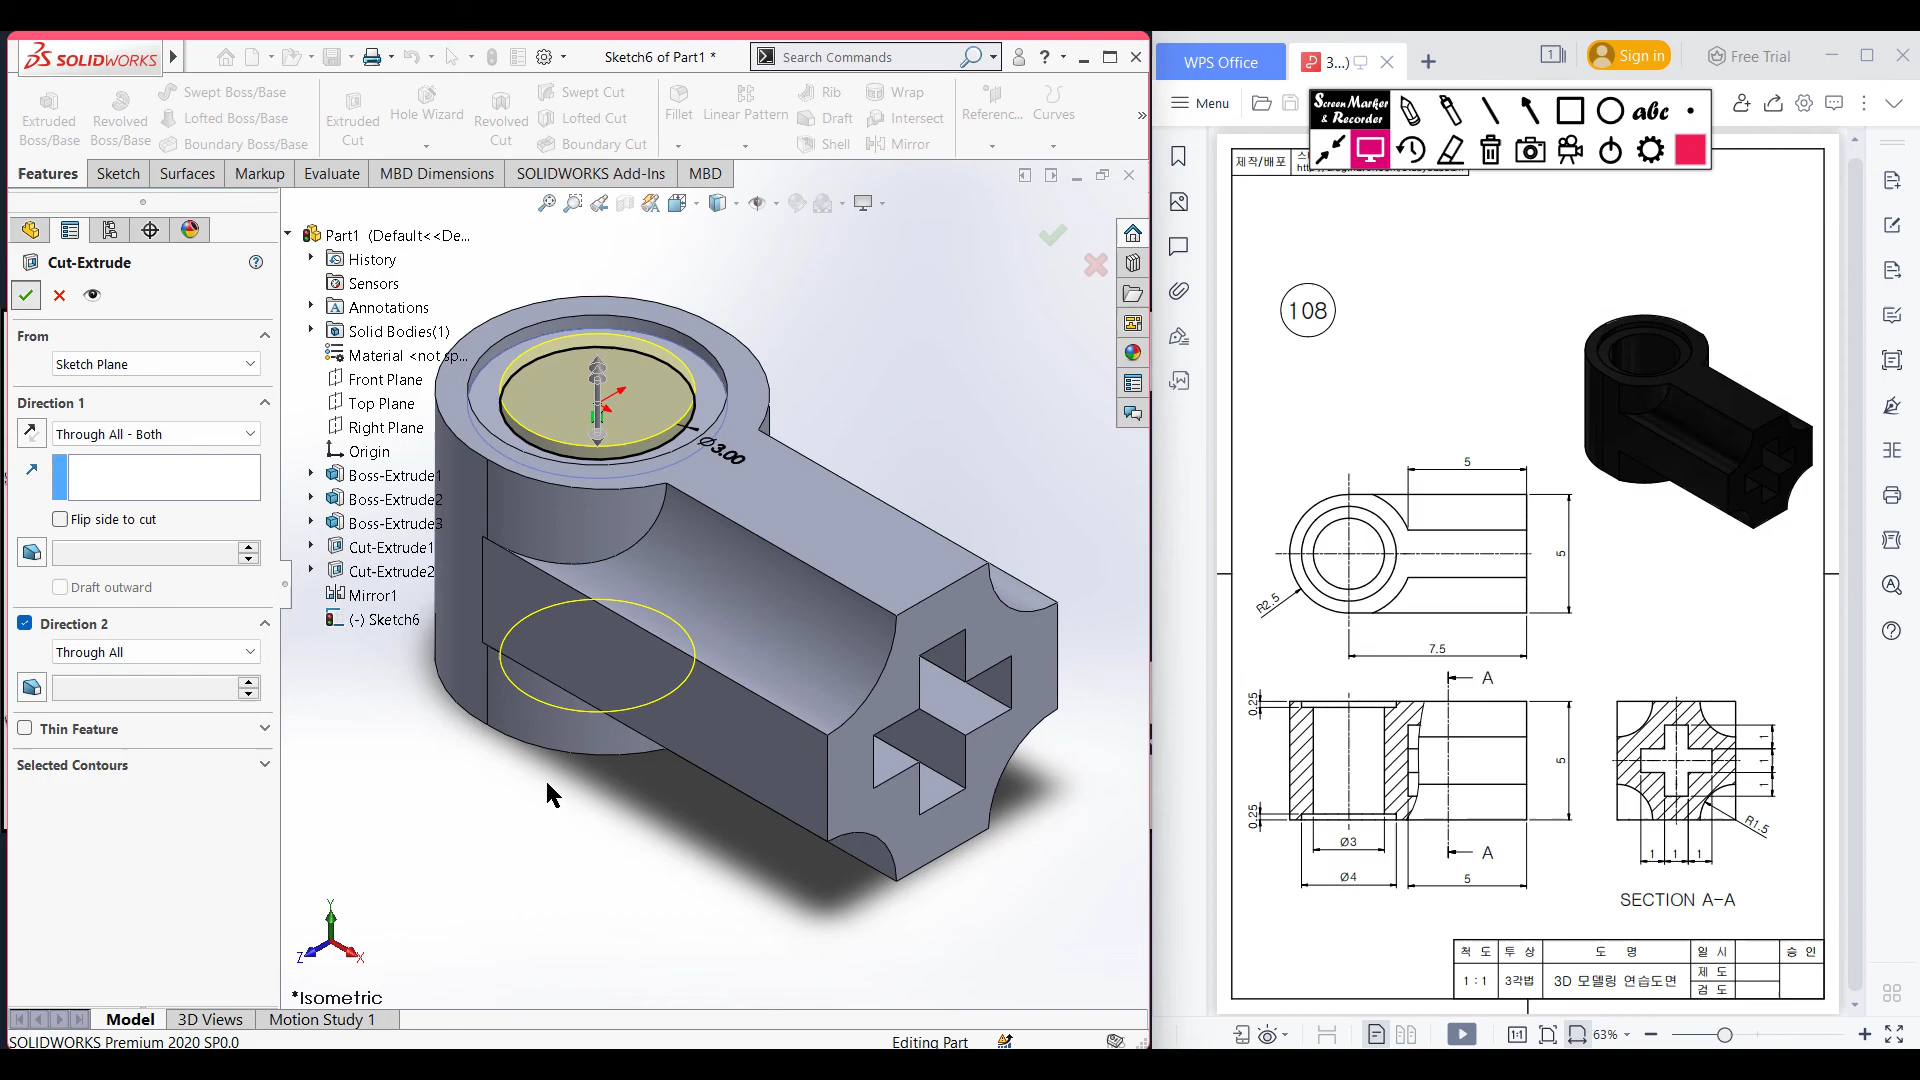 SOLIDWORKS
Sketch6 of Part1 *
Search Commands
?
Extruded Boss/Base
Revolved Boss/Base
Swept Boss/Base
Lofted Boss/Base
Boundary Boss/Base
Extruded Cut
Hole Wizard
Revolved Cut
Swept Cut
Lofted Cut
Boundary Cut
Fillet
Linear Pattern
Rib
Draft
Shell
Wrap
Intersect
Mirror
Referenc...
Curves
Features
Sketch
Surfaces
Markup
Evaluate
MBD Dimensions
SOLIDWORKS Add-Ins
MBD
Cut-Extrude
From
Sketch Plane
Direction 1
Through All - Both
Flip side to cut
Draft outward
Direction 2
Through All
Thin Feature
Selected Contours
Part1 (Default<<De...
History
Sensors
Annotations
Solid Bodies(1)
Material <not sp...
Front Plane
Top Plane
Right Plane
Origin
Boss-Extrude1
Boss-Extrude2
Boss-Extrude3
Cut-Extrude1
Cut-Extrude2
Mirror1
(-) Sketch6
Ø3.00
Y
Z
X
*Isometric
Model
3D Views
Motion Study 1
SOLIDWORKS Premium 2020 SP0.0
Editing Part
WPS Office
3...)
Sign in
Free Trial
Menu
Screen Marker & Recorder
abc
제작/배포
108
5
5
R2.5
7.5
A
A
0.25
0.25
5
Ø3
Ø4
5
1
1
1
R1.5
1 1 1
SECTION A-A
척 도
투 상
도 명
일 시
승 인
1 : 1
3각법
3D 모델링 연습도면
제 도
검 도
63%